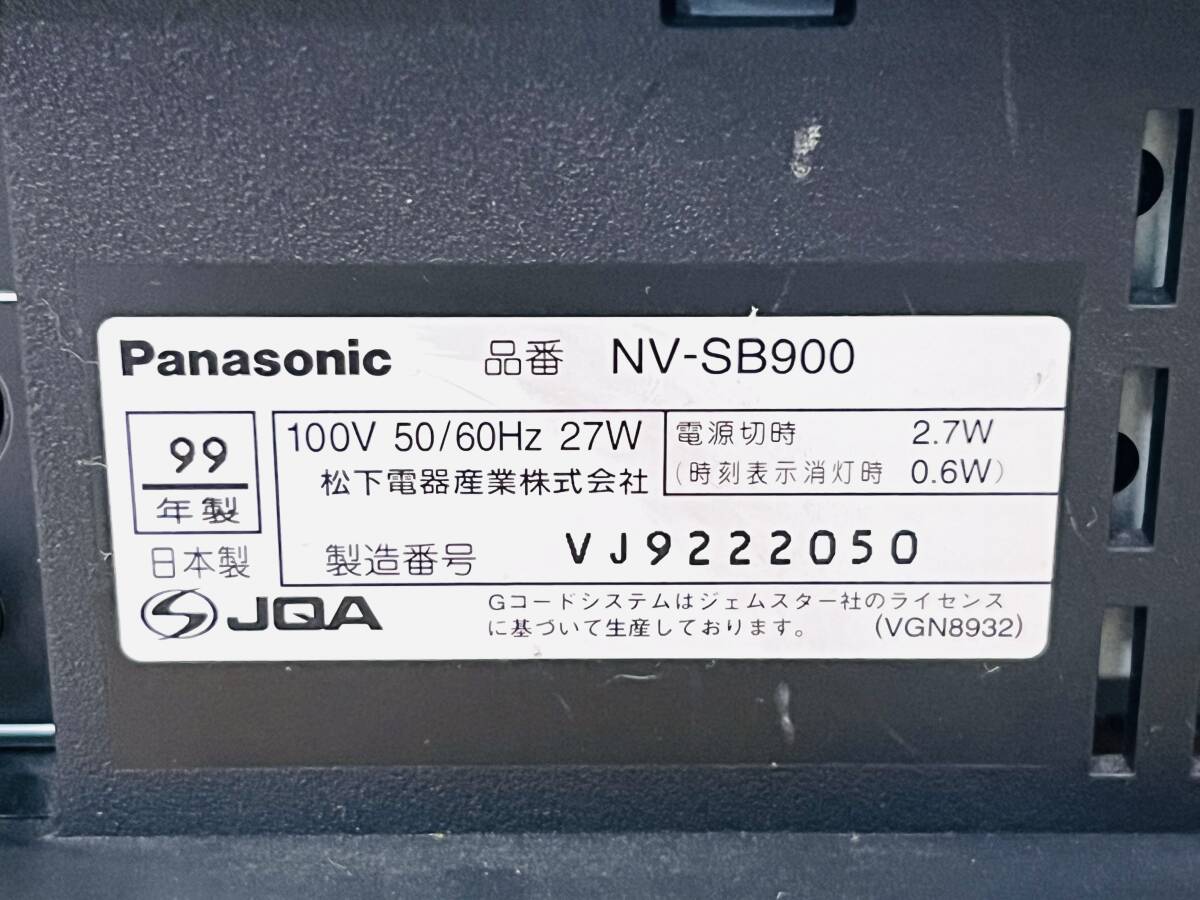 Panasonic 品番 NV-SB900
99
年製
日本製
100V 50/60Hz 27W
松下電器産業株式会社
電源切時 2.7W
(時刻表示消灯時 0.6W)
製造番号 VJ9222050
JQA
Gコードシステムはジェムスター社のライセンス
に基づいて生産しております。 (VGN8932)